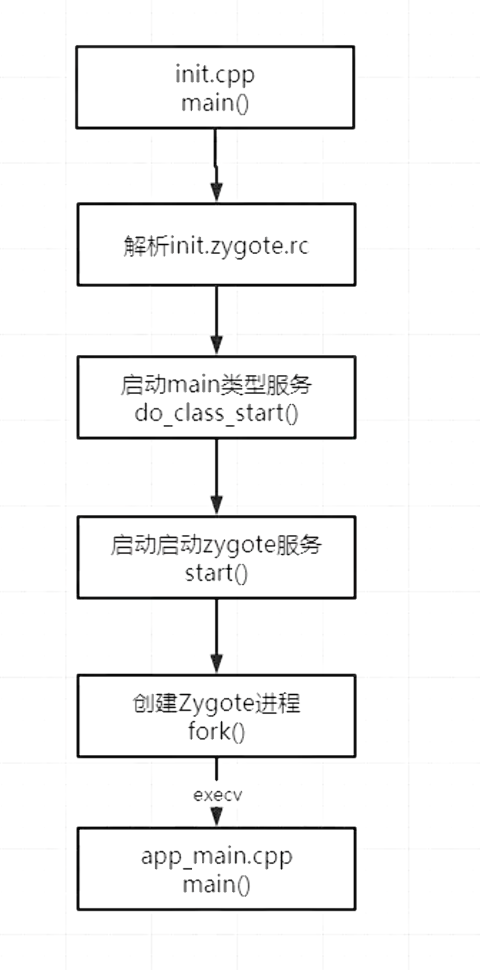 init.cpp
main()
解析init.zygote.rc
启动main类型服务
do_class_start()
启动启动zygote服务
start()
创建Zygote进程
fork()
execv
app_main.cpp
main()